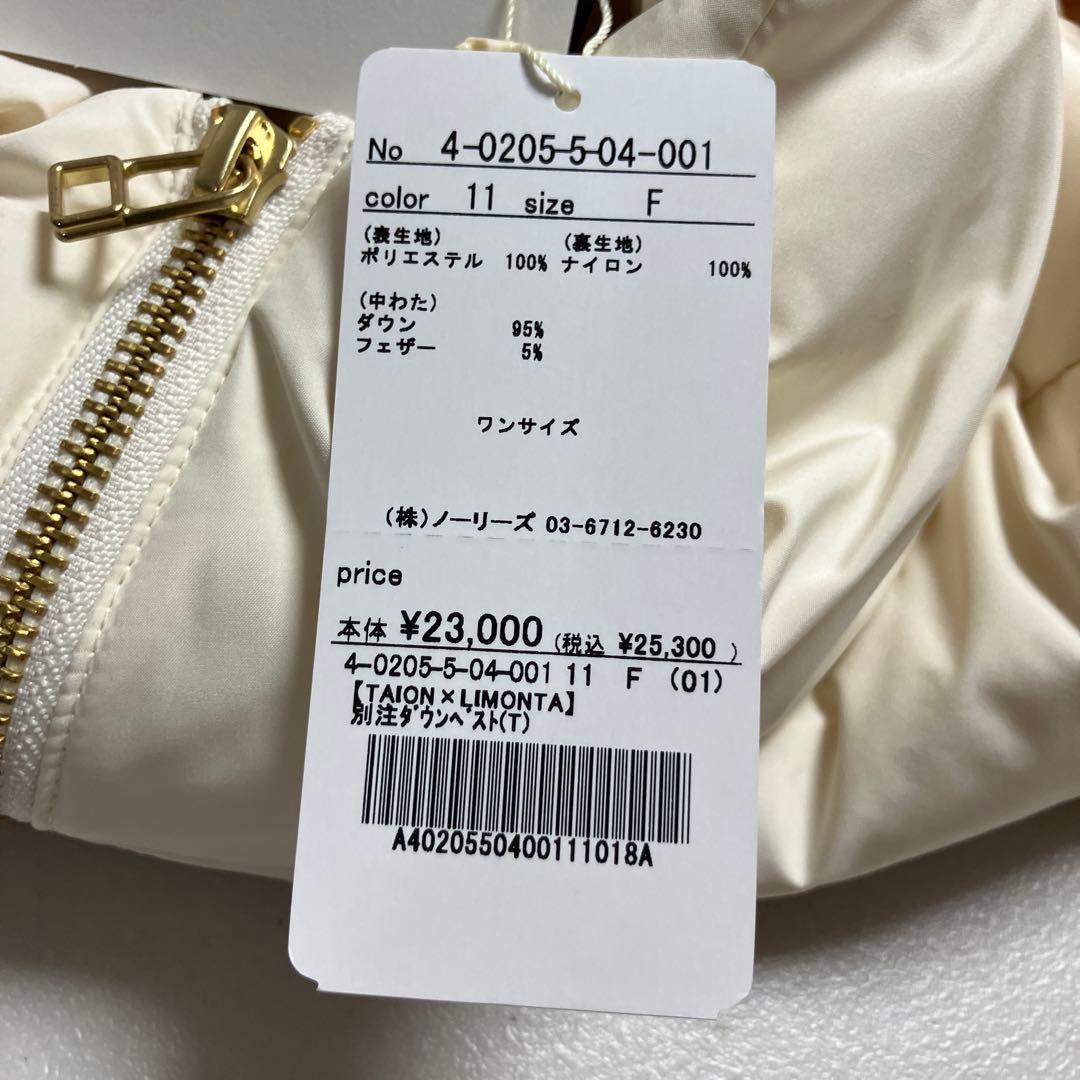 No 4-0205-5-04-001
color 11 size F
(表生地) (裏生地)
ポリエステル 100% ナイロン 100%
(中わた)
ダウン 95%
フェザー 5%
ワンサイズ
(株)ノーリーズ 03-6712-6230
price
本体 ¥23,000 (税込 ¥25,300 )
4-0205-5-04-001 11 F (01)
【TAION×LIMONTA】
別注ﾀﾞｳﾝﾍﾞｽﾄ(T)
A4020550400111018A